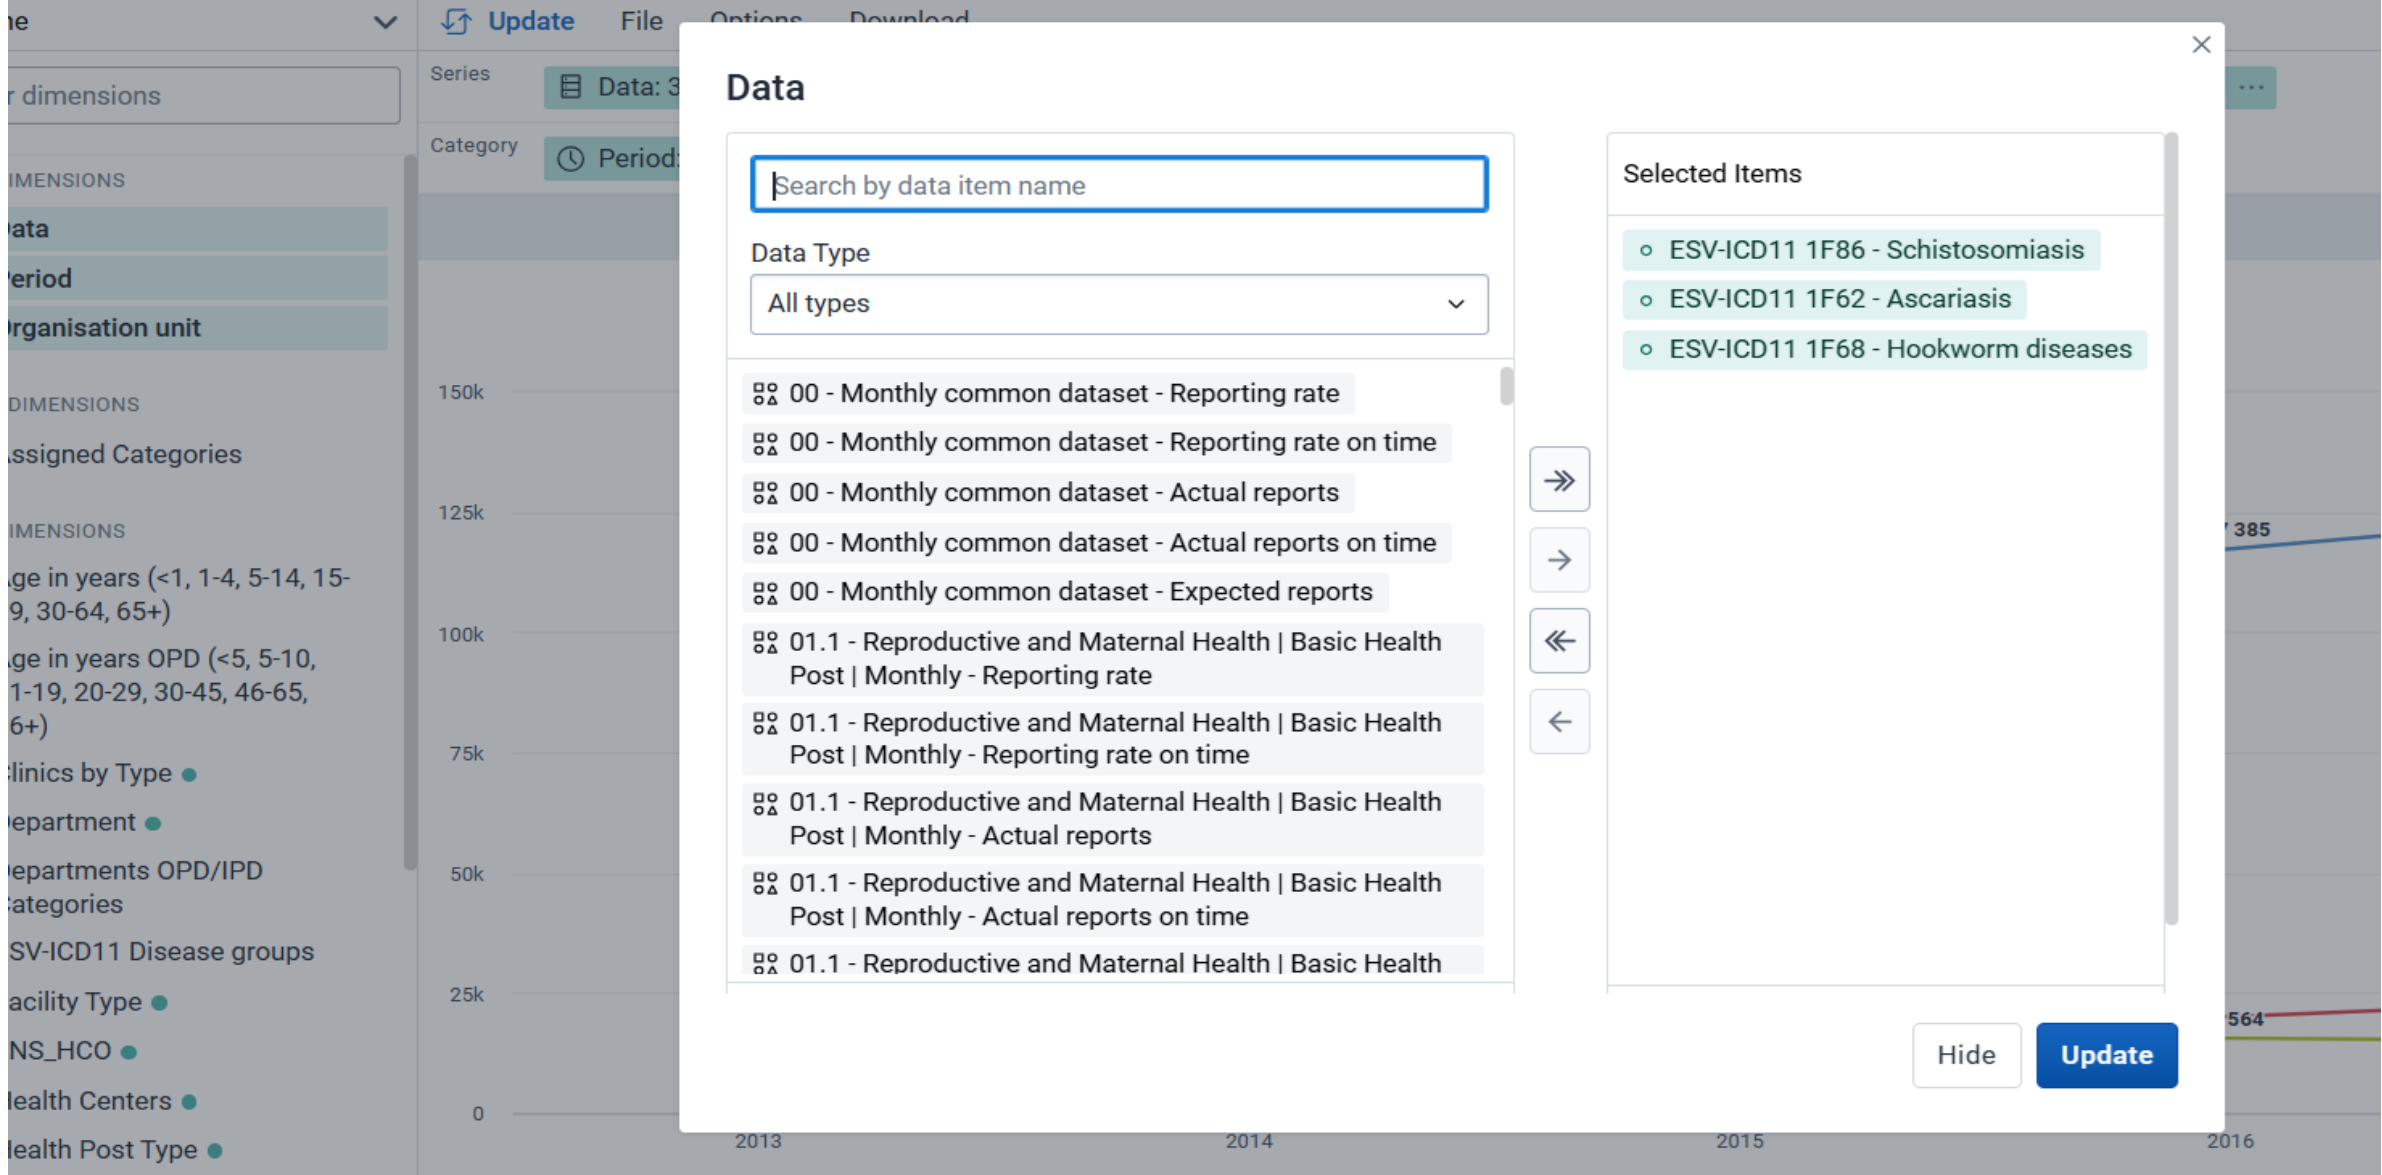 ne
Update File Options Download
r dimensions
Series
Data: 3
Category
Period:
IMENSIONS
ata
Period
Organisation unit
DIMENSIONS
Assigned Categories
IMENSIONS
Age in years (<1, 1-4, 5-14, 15-
9, 30-64, 65+)
Age in years OPD (<5, 5-10,
1-19, 20-29, 30-45, 46-65,
6+)
linics by Type
epartment
epartments OPD/IPD
ategories
SV-ICD11 Disease groups
acility Type
NS_HCO
Health Centers
Health Post Type
150k
125k
100k
75k
50k
25k
0
2013
2014
2015
2016
385
564
Data
Search by data item name
Data Type
All types
00 - Monthly common dataset - Reporting rate
00 - Monthly common dataset - Reporting rate on time
00 - Monthly common dataset - Actual reports
00 - Monthly common dataset - Actual reports on time
00 - Monthly common dataset - Expected reports
01.1 - Reproductive and Maternal Health | Basic Health
Post | Monthly - Reporting rate
01.1 - Reproductive and Maternal Health | Basic Health
Post | Monthly - Reporting rate on time
01.1 - Reproductive and Maternal Health | Basic Health
Post | Monthly - Actual reports
01.1 - Reproductive and Maternal Health | Basic Health
Post | Monthly - Actual reports on time
01.1 - Reproductive and Maternal Health | Basic Health
Selected Items
ESV-ICD11 1F86 - Schistosomiasis
ESV-ICD11 1F62 - Ascariasis
ESV-ICD11 1F68 - Hookworm diseases
Hide
Update